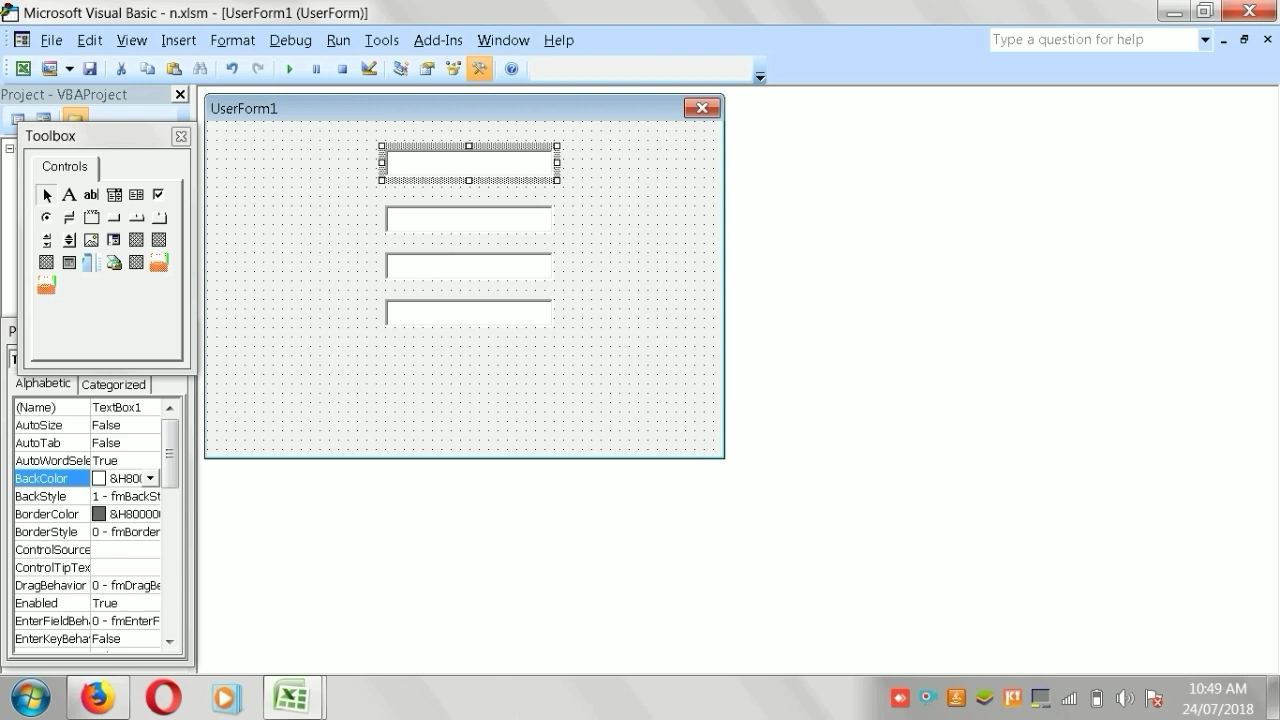 Microsoft Visual Basic - n.xlsm - [UserForm1 (UserForm)]
File Edit View Insert Format Debug Run Tools Add-Ins Window Help
Type a question for help
Project - VBAProject
UserForm1
Toolbox
Controls
A ab|
Alphabetic Categorized
(Name) TextBox1
AutoSize False
AutoTab False
AutoWordSele True
BackColor &H80(
BackStyle 1 - fmBackSt
BorderColor &H80000(
BorderStyle 0 - fmBorder
ControlSource
ControlTipTex
DragBehavior 0 - fmDragBe
Enabled True
EnterFieldBeh 0 - fmEnterF
EnterKeyBeha False
10:49 AM
24/07/2018